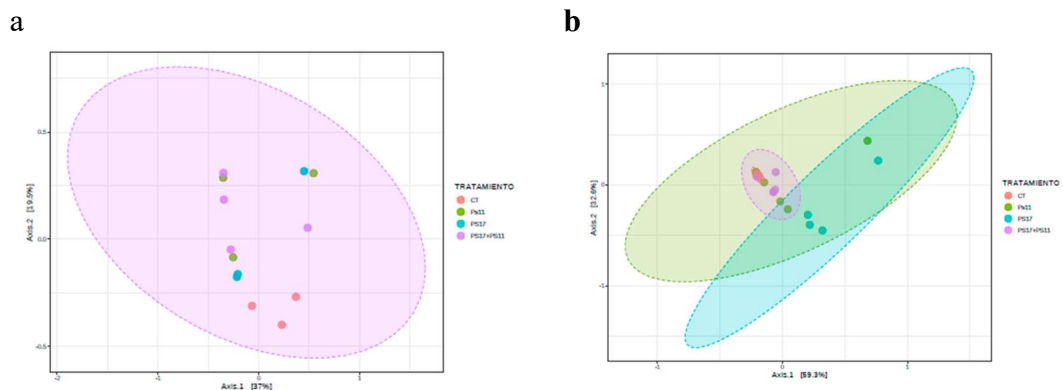 a
b
0.5
0.0
-0.5
-2
-1
0
1
Axis.2 [19.5%]
Axis.1 [37%]
TRATAMIENTO
CT
Ps11
PS17
PS17+PS11
1
0
-1
-1
0
1
Axis.2 [32.6%]
Axis.1 [59.3%]
TRATAMIENTO
CT
Ps11
PS17
PS17+PS11